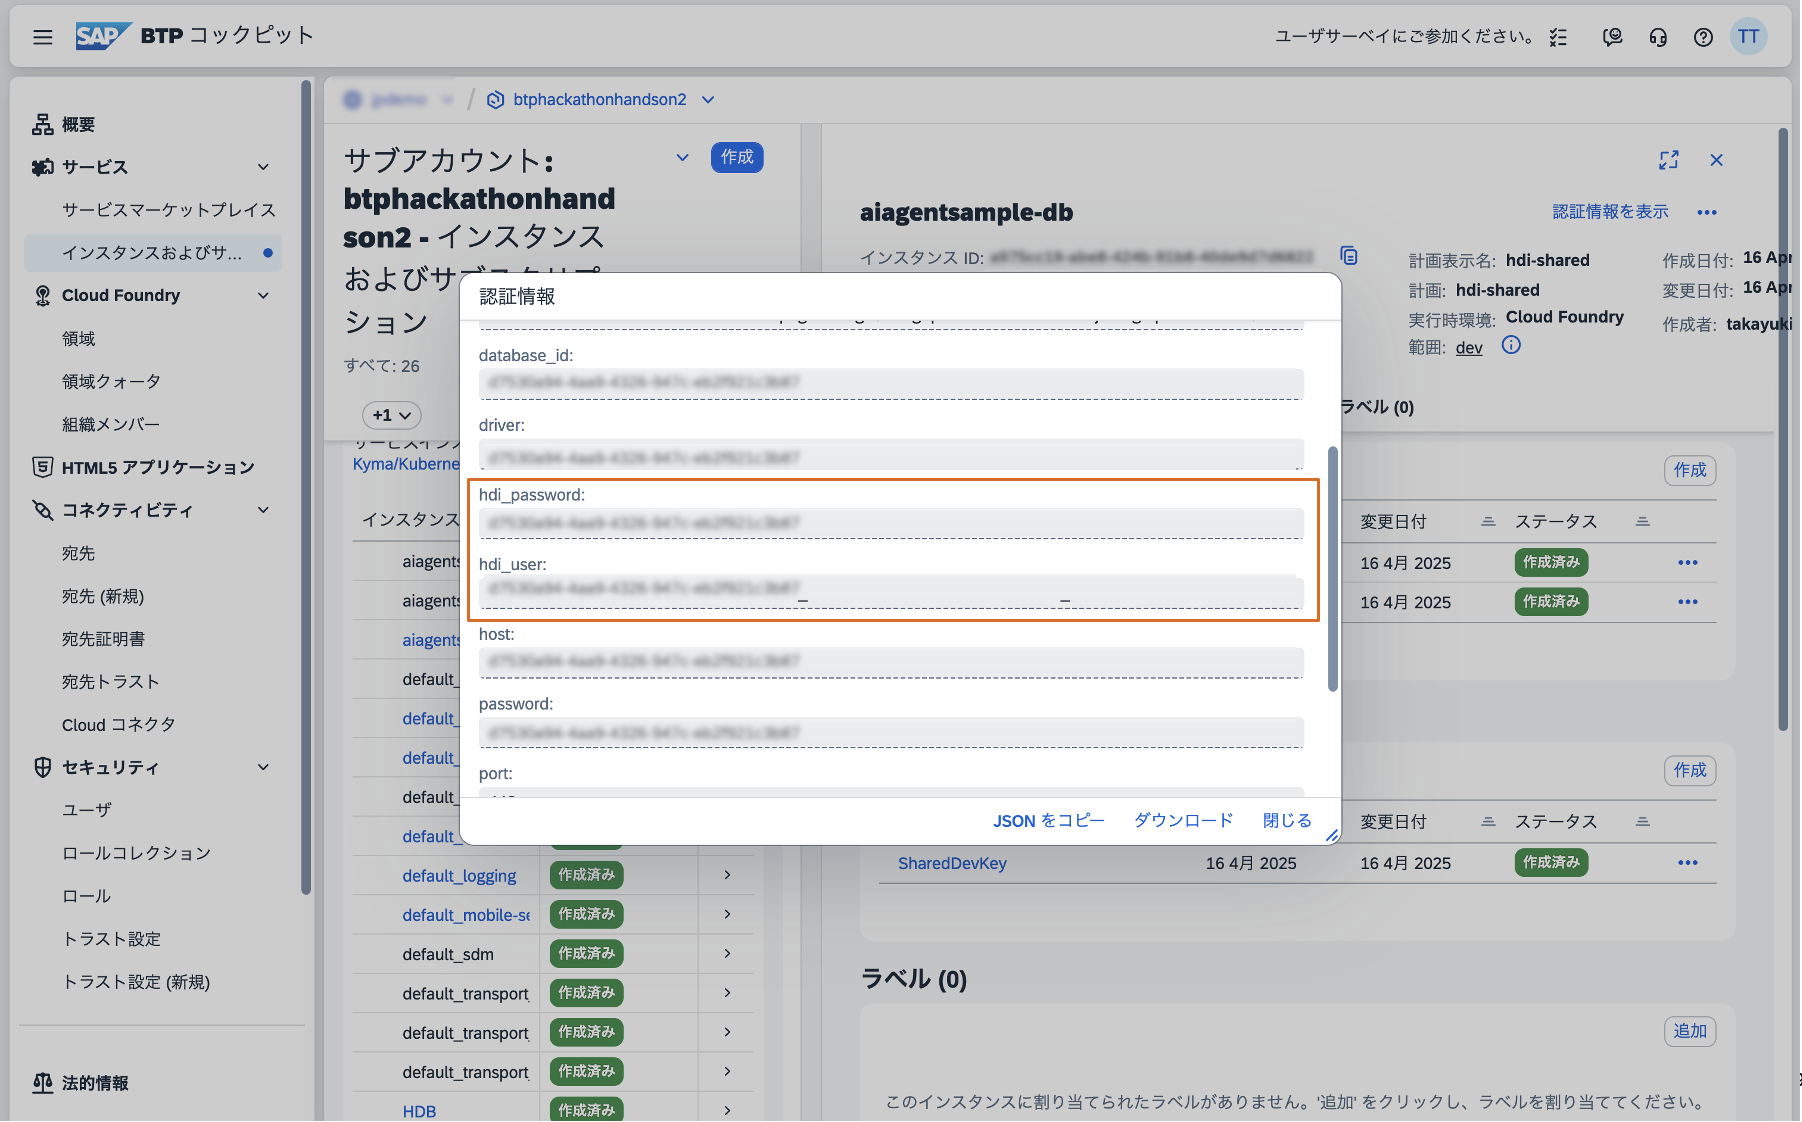 SAP BTP コックピット
ユーザサーベイにご参加ください。
TT
概要
サービス
サービスマーケットプレイス
インスタンスおよびサ...
Cloud Foundry
領域
領域クォータ
組織メンバー
HTML5 アプリケーション
コネクティビティ
宛先
宛先 (新規)
宛先証明書
宛先トラスト
Cloud コネクタ
セキュリティ
ユーザ
ロールコレクション
ロール
トラスト設定
トラスト設定 (新規)
法的情報
/ btphackathonhandson2
サブアカウント:
btphackathonhand
son2 - インスタンス
およびサブスクリプ
ション
作成
すべて: 26
+1
サービスインス
Kyma/Kuberne
インスタンス
aiagents
aiagents
aiagents
default_
default_
default_
default_
default_
default_logging 作成済み
default_mobile-se 作成済み
default_sdm 作成済み
default_transport_ 作成済み
default_transport_ 作成済み
default_transport_ 作成済み
HDB 作成済み
aiagentsample-db
認証情報を表示
インスタンス ID:
計画表示名: hdi-shared
計画: hdi-shared
実行時環境: Cloud Foundry
範囲: dev
作成日付: 16 Apr
変更日付: 16 Apr
作成者: takayuki
ラベル (0)
作成
変更日付 ステータス
16 4月 2025 作成済み
16 4月 2025 作成済み
作成
変更日付 ステータス
SharedDevKey 16 4月 2025 16 4月 2025 作成済み
ラベル (0)
追加
このインスタンスに割り当てられたラベルがありません。'追加' をクリックし、ラベルを割り当ててください。
認証情報
database_id:
driver:
hdi_password:
hdi_user:
host:
password:
port:
JSON をコピー ダウンロード 閉じる